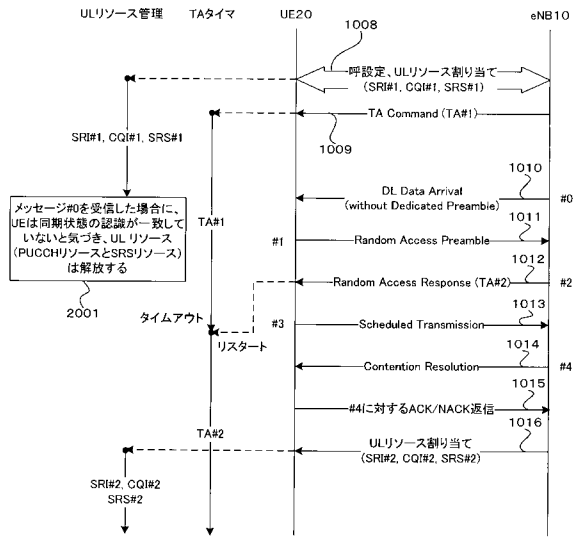 ULリソース管理 TAタイマ UE20 eNB10
1008
呼設定、ULリソース割り当て
(SRI#1, CQI#1, SRS#1)
TA Command (TA#1)
1009
SRI#1, CQI#1, SRS#1
1010
DL Data Arrival #0
(without Dedicated Preamble)
メッセージ#0を受信した場合に、
UEは同期状態の認識が一致して
いないと気づき、UL リソース
(PUCCHリソースとSRSリソース)
は解放する
2001
TA#1
1011
#1 Random Access Preamble
1012
Random Access Response (TA#2) #2
1013
タイムアウト
リスタート
#3 Scheduled Transmission
1014
Contention Resolution #4
1015
#4に対するACK/NACK返信
1016
TA#2
ULリソース割り当て
(SRI#2, CQI#2, SRS#2)
SRI#2, CQI#2
SRS#2